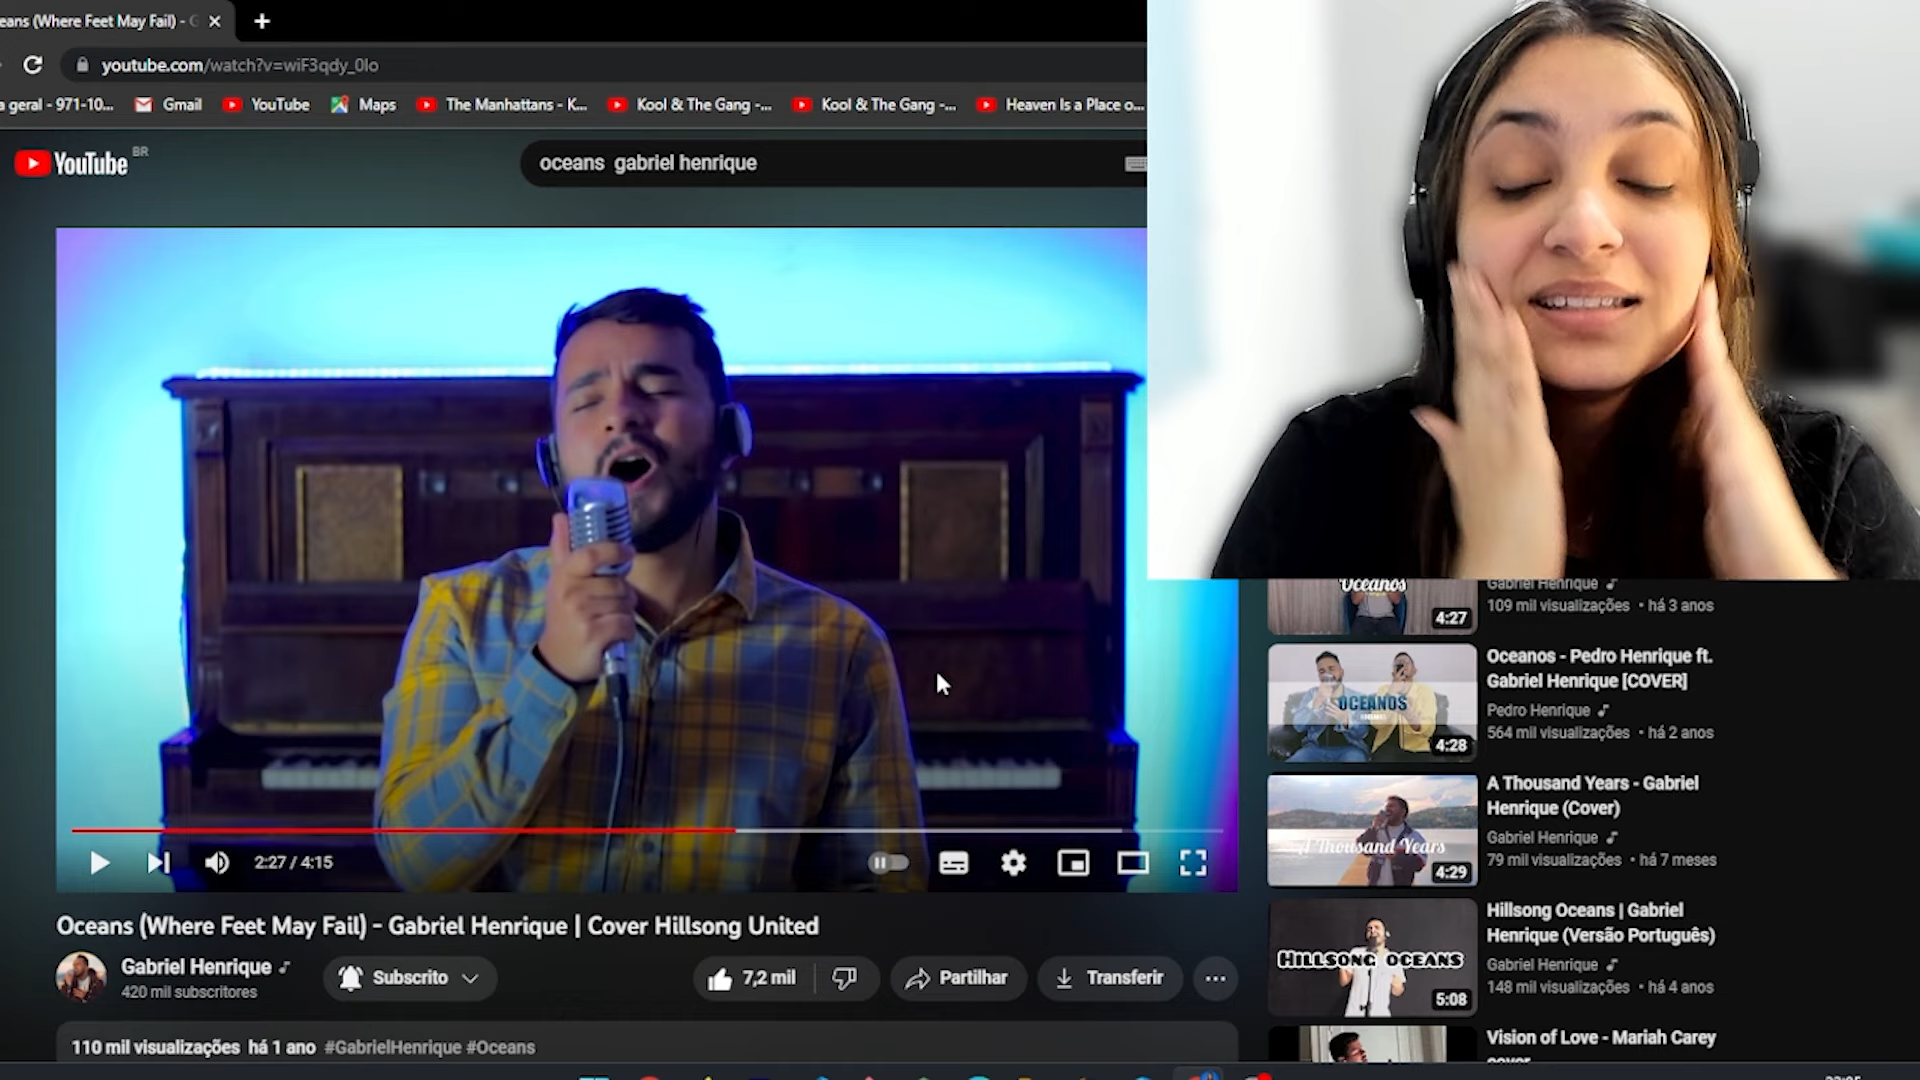 eans (Where Feet May Fail) - G
youtube.com/watch?v=wiF3qdy_0Io
a geral - 971-10...
Gmail
YouTube
Maps
The Manhattans - K...
Kool & The Gang -...
Kool & The Gang -...
Heaven Is a Place o...
YouTube BR
oceans gabriel henrique
2:27 / 4:15
Oceans (Where Feet May Fail) - Gabriel Henrique | Cover Hillsong United
Gabriel Henrique
420 mil subscritores
Subscrito
7,2 mil
Partilhar
Transferir
110 mil visualizações há 1 ano #GabrielHenrique #Oceans
Oceanos
4:27
Gabriel Henrique
109 mil visualizações • há 3 anos
OCEANOS
4:28
Oceanos - Pedro Henrique ft.
Gabriel Henrique [COVER]
Pedro Henrique
564 mil visualizações • há 2 anos
A Thousand Years
4:29
A Thousand Years - Gabriel
Henrique (Cover)
Gabriel Henrique
79 mil visualizações • há 7 meses
HILLSONG OCEANS
5:08
Hillsong Oceans | Gabriel
Henrique (Versão Português)
Gabriel Henrique
148 mil visualizações • há 4 anos
Vision of Love - Mariah Carey
cover